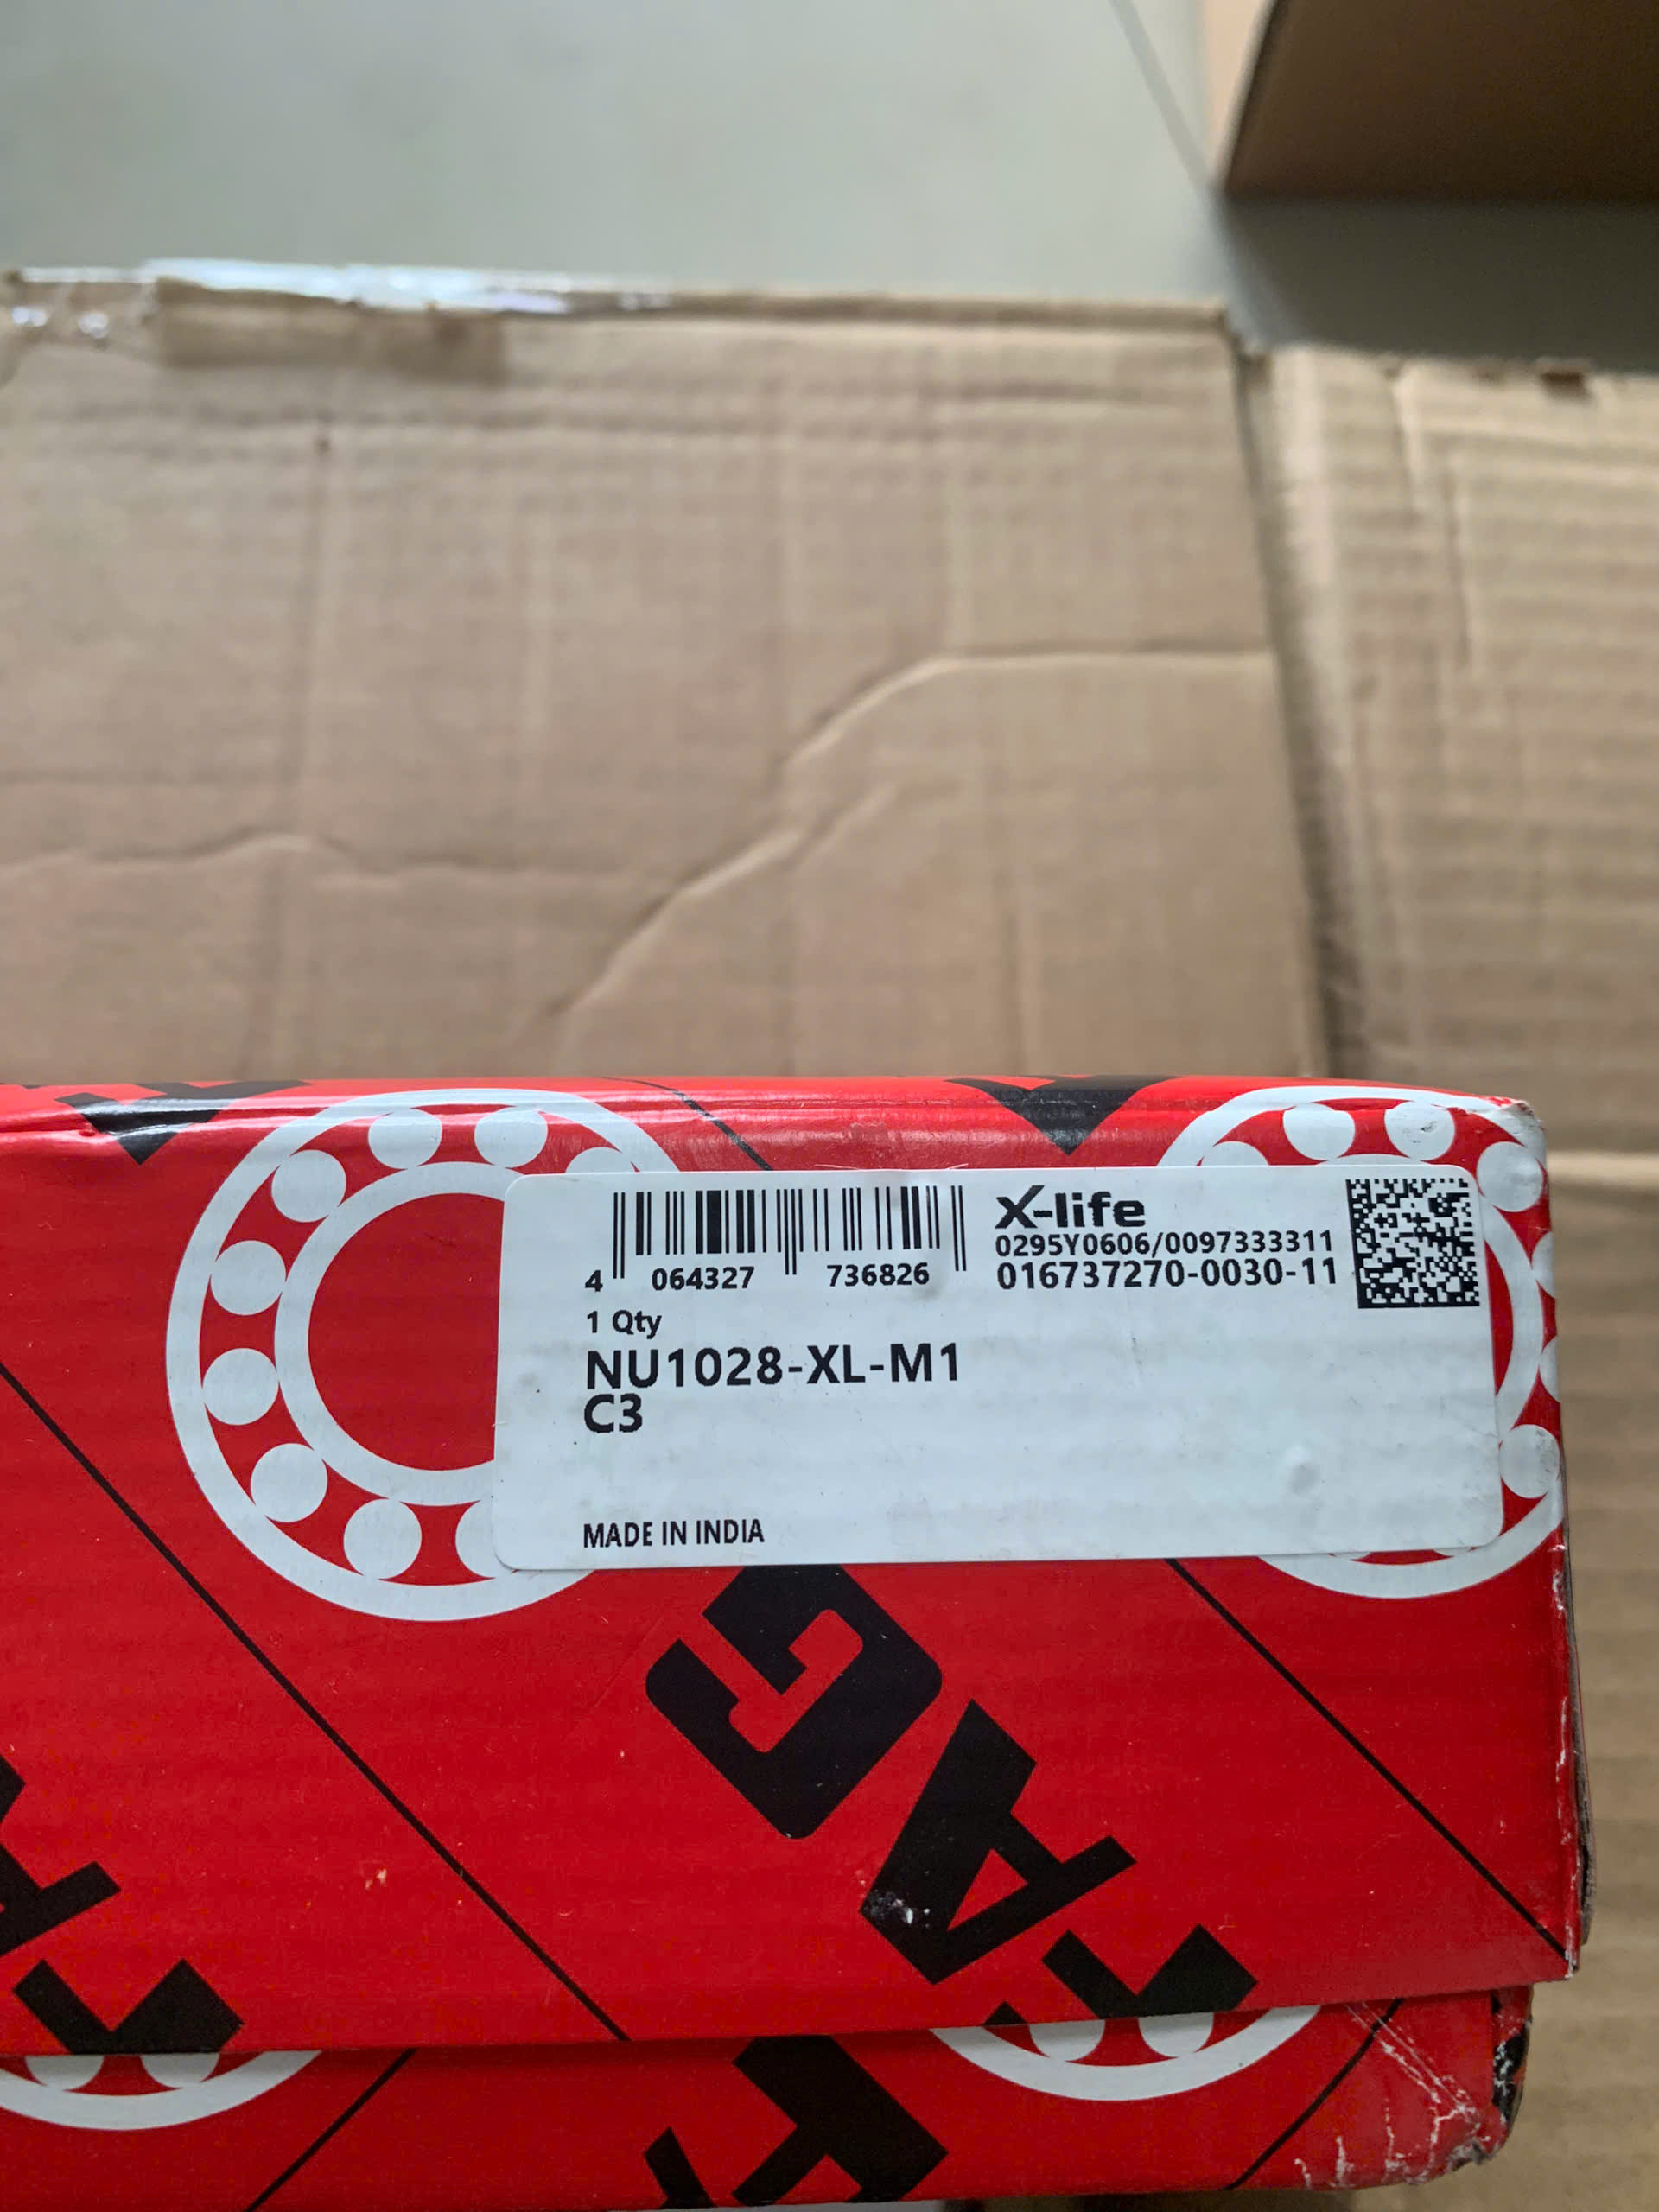 X-life
0295Y0606/0097333311
016737270-0030-11
4 064327 736826
1 Qty
NU1028-XL-M1
C3
MADE IN INDIA
FAG